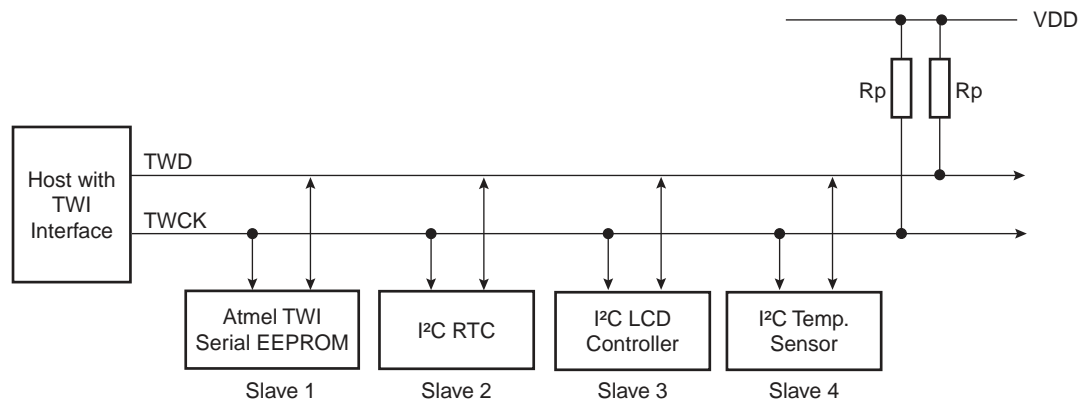 VDD
Rp
Rp
Host with
TWI
Interface
TWD
TWCK
Atmel TWI
Serial EEPROM
Slave 1
I²C RTC
Slave 2
I²C LCD
Controller
Slave 3
I²C Temp.
Sensor
Slave 4